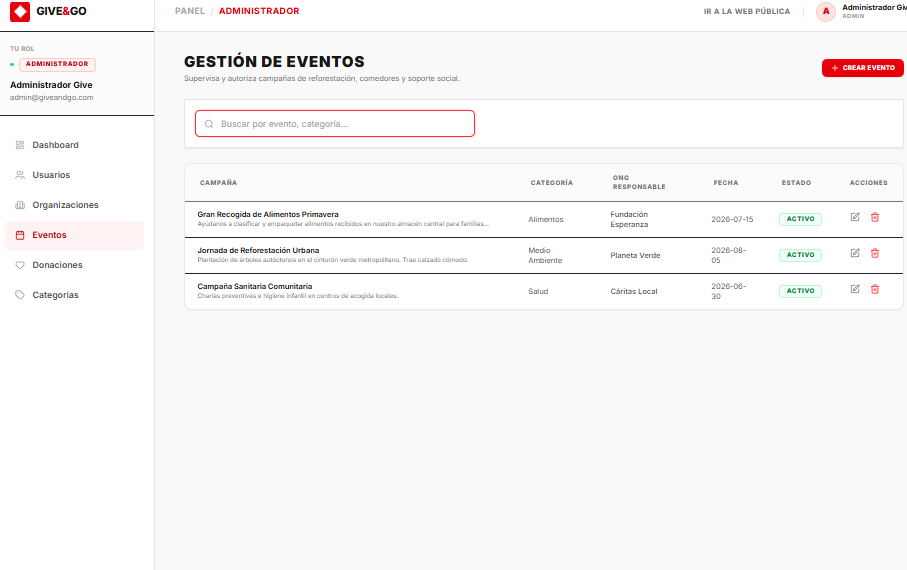 GIVE&GO
PANEL / ADMINISTRADOR
IR A LA WEB PÚBLICA
A
Administrador Giv
ADMIN
TU ROL
ADMINISTRADOR
Administrador Give
admin@giveandgo.com
Dashboard
Usuarios
Organizaciones
Eventos
Donaciones
Categorías
GESTIÓN DE EVENTOS
Supervisa y autoriza campañas de reforestación, comedores y soporte social.
+ CREAR EVENTO
Buscar por evento, categoría...
CAMPAÑA
CATEGORÍA
ONG
RESPONSABLE
FECHA
ESTADO
ACCIONES
Gran Recogida de Alimentos Primavera
Ayúdanos a clasificar y empaquetar alimentos recibidos en nuestro almacén central para familias...
Alimentos
Fundación
Esperanza
2026-07-15
ACTIVO
Jornada de Reforestación Urbana
Plantación de árboles autóctonos en el cinturón verde metropolitano. Trae calzado cómodo.
Medio
Ambiente
Planeta Verde
2026-08-
05
ACTIVO
Campaña Sanitaria Comunitaria
Charlas preventivas e higiene infantil en centros de acogida locales.
Salud
Cáritas Local
2026-06-
30
ACTIVO